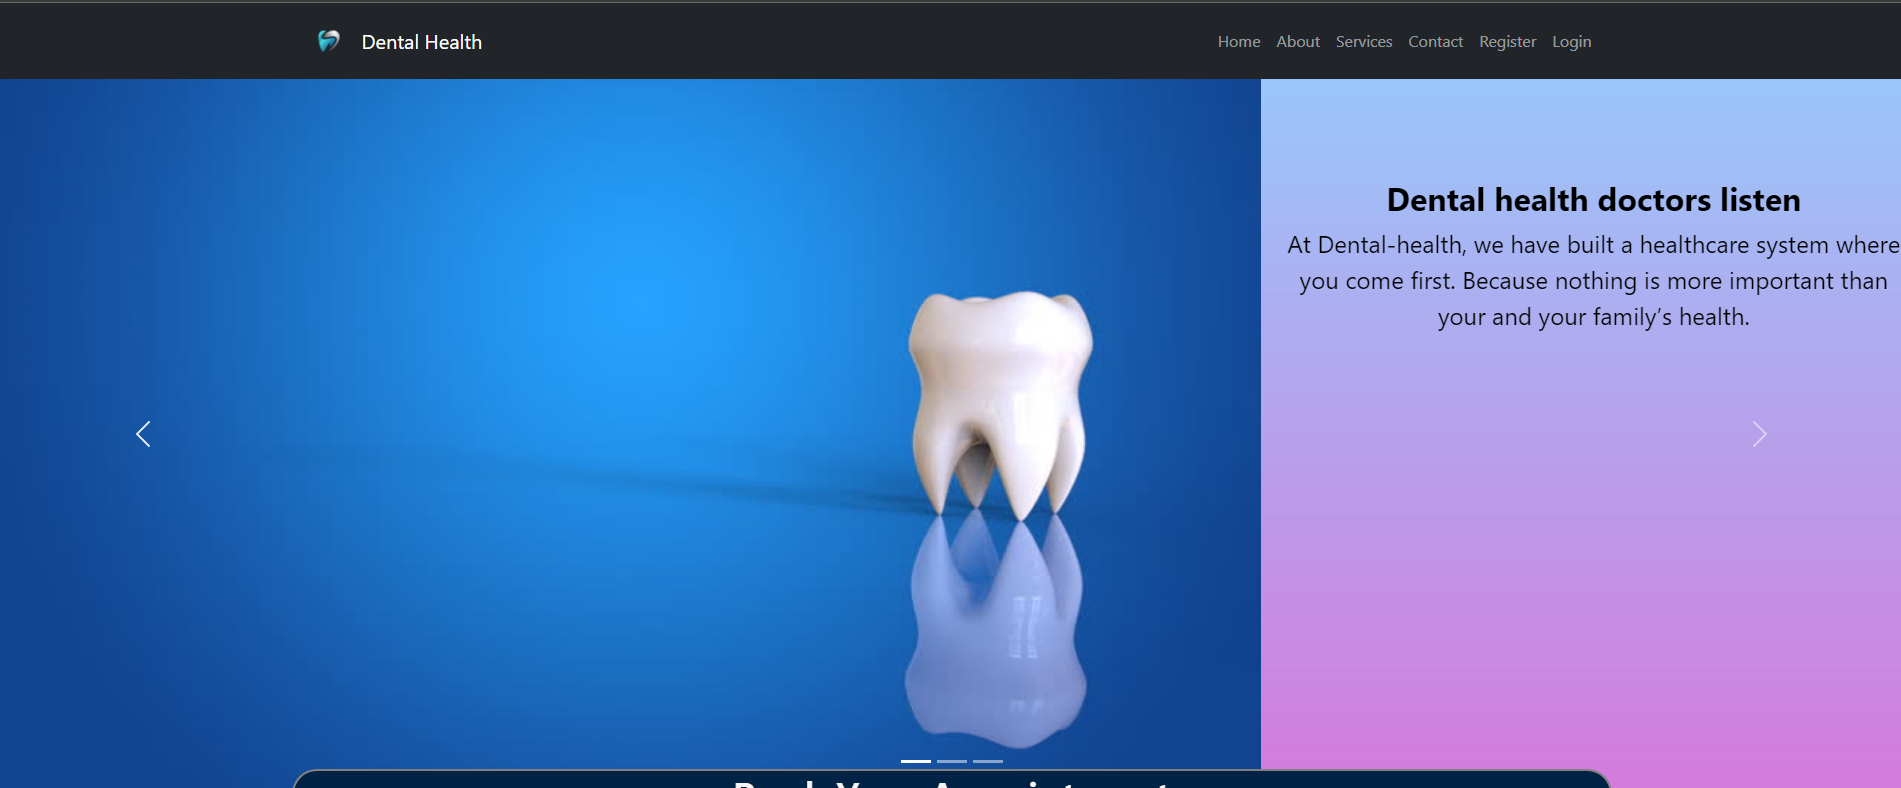 Dental Health
Home About Services Contact Register Login
Dental health doctors listen
At Dental-health, we have built a healthcare system where
you come first. Because nothing is more important than
your and your family’s health.